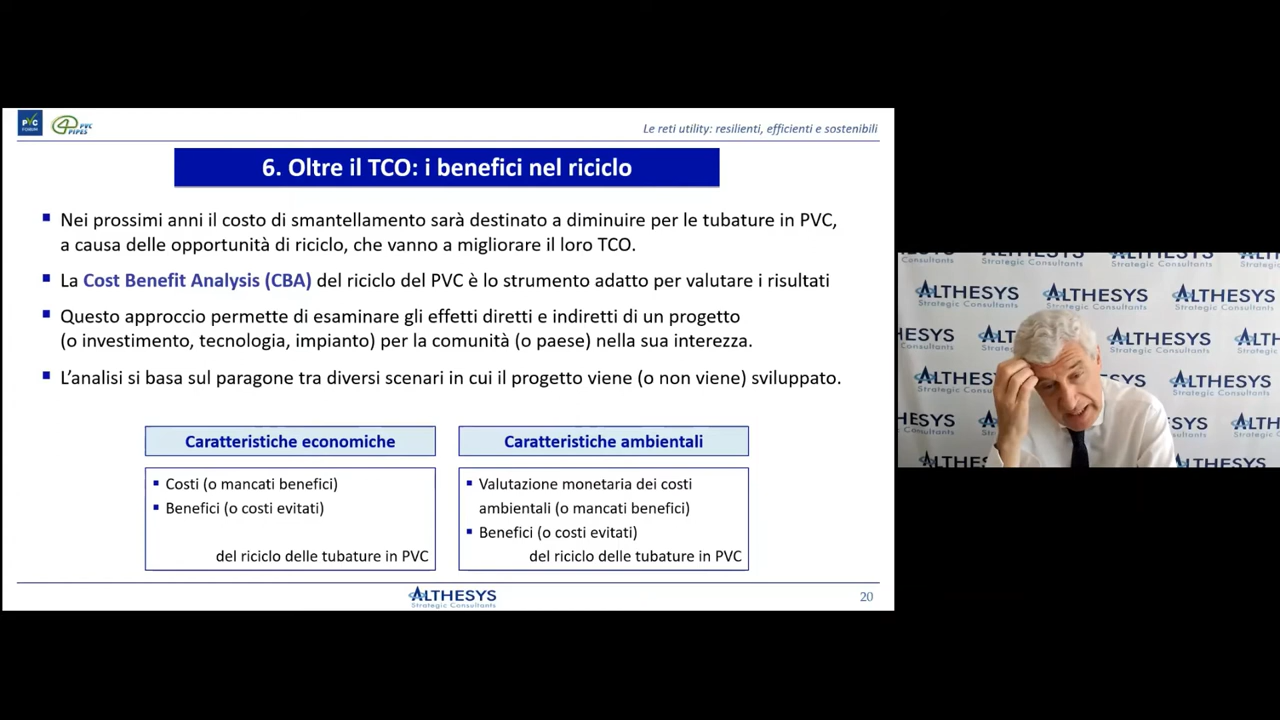 PVC
FORUM
PVC
4PIPES
Le reti utility: resilienti, efficienti e sostenibili
6. Oltre il TCO: i benefici nel riciclo
Nei prossimi anni il costo di smantellamento sarà destinato a diminuire per le tubature in PVC,
a causa delle opportunità di riciclo, che vanno a migliorare il loro TCO.
La Cost Benefit Analysis (CBA) del riciclo del PVC è lo strumento adatto per valutare i risultati
Questo approccio permette di esaminare gli effetti diretti e indiretti di un progetto
(o investimento, tecnologia, impianto) per la comunità (o paese) nella sua interezza.
L’analisi si basa sul paragone tra diversi scenari in cui il progetto viene (o non viene) sviluppato.
Caratteristiche economiche
Costi (o mancati benefici)
Benefici (o costi evitati)
del riciclo delle tubature in PVC
Caratteristiche ambientali
Valutazione monetaria dei costi
ambientali (o mancati benefici)
Benefici (o costi evitati)
del riciclo delle tubature in PVC
ALTHESYS
Strategic Consultants
20
ALTHESYS
Strategic Consultants